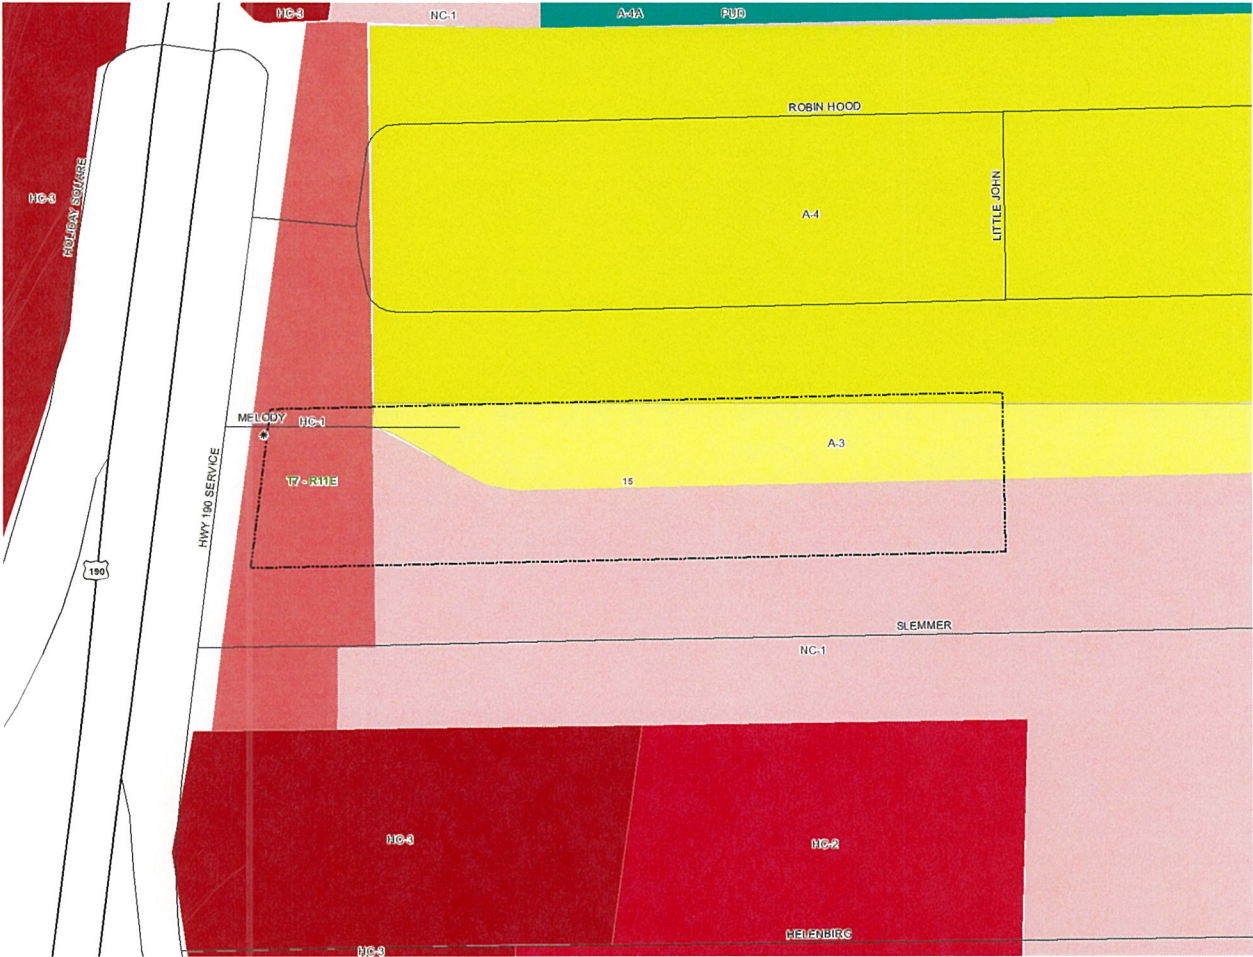 HC-3
NC-1
A-4A
PUB
ROBIN HOOD
HC-3
HOLIDAY SQUARE
LITTLE JOHN
A-4
MELODY
HC-1
A-3
T7 - R11E
15
HWY 190 SERVICE
190
SLEMMER
NC-1
HC-3
HC-2
HELENBIRG
HC-3